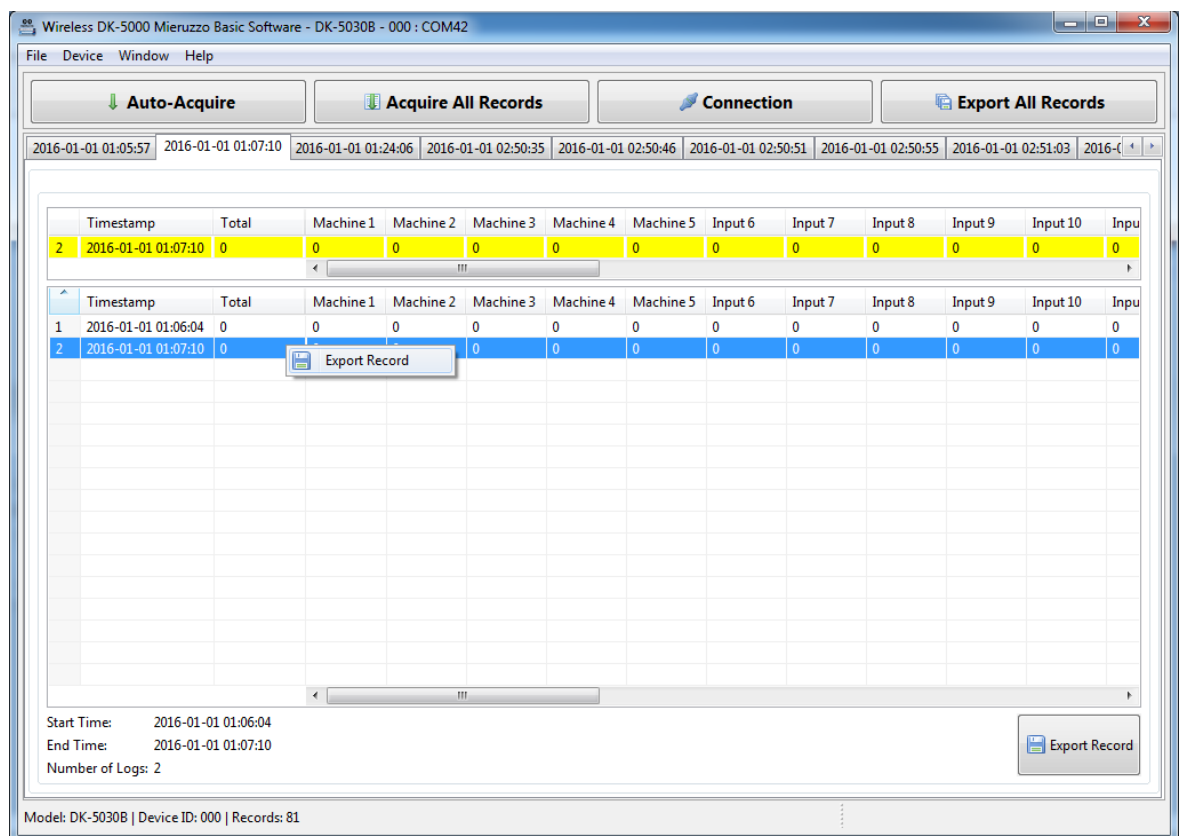 Wireless DK-5000 Mieruzzo Basic Software - DK-5030B - 000 : COM42
File Device Window Help
Auto-Acquire Acquire All Records Connection Export All Records
2016-01-01 01:05:57 2016-01-01 01:07:10 2016-01-01 01:24:06 2016-01-01 02:50:35 2016-01-01 02:50:46 2016-01-01 02:50:51 2016-01-01 02:50:55 2016-01-01 02:51:03 2016-
Timestamp Total Machine 1 Machine 2 Machine 3 Machine 4 Machine 5 Input 6 Input 7 Input 8 Input 9 Input 10 Inpu
2 2016-01-01 01:07:10 0 0 0 0 0 0 0 0 0 0 0 0
Timestamp Total Machine 1 Machine 2 Machine 3 Machine 4 Machine 5 Input 6 Input 7 Input 8 Input 9 Input 10 Inpu
1 2016-01-01 01:06:04 0 0 0 0 0 0 0 0 0 0 0 0
2 2016-01-01 01:07:10 0 0 0 0 0 0 0 0 0 0
Export Record
Start Time: 2016-01-01 01:06:04
End Time: 2016-01-01 01:07:10
Number of Logs: 2
Export Record
Model: DK-5030B | Device ID: 000 | Records: 81